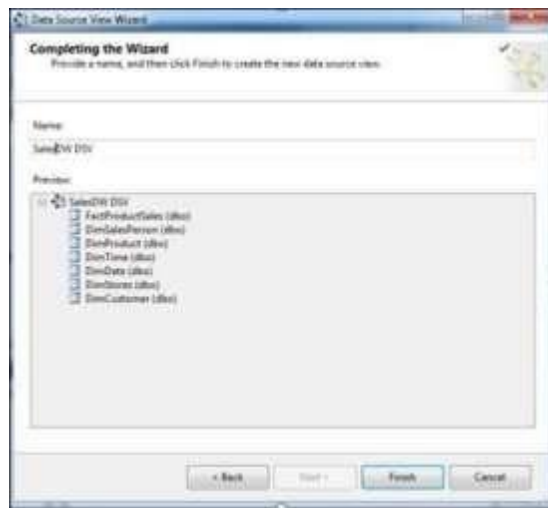 Data Source View Wizard
Completing the Wizard
Provide a name, and then click Finish to create the new data source view.
Name:
SalesDW DSV
Preview:
SalesDW DSV
FactProductSales (dbo)
DimSalesPerson (dbo)
DimProduct (dbo)
DimTime (dbo)
DimDate (dbo)
DimStores (dbo)
DimCustomer (dbo)
< Back
Next >
Finish
Cancel